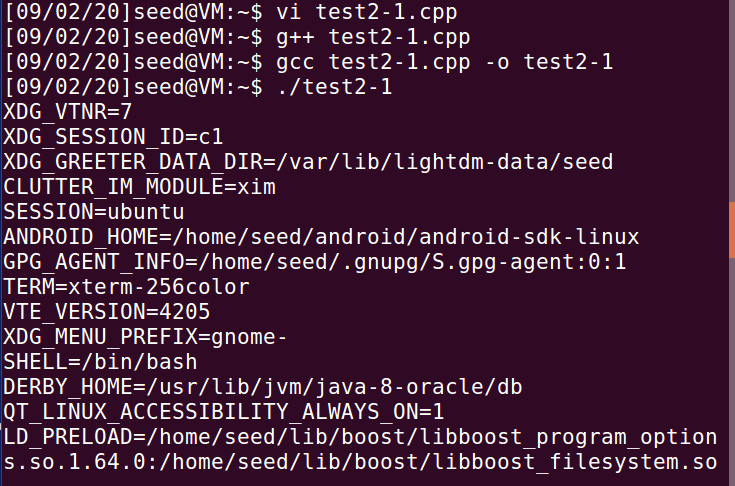 [09/02/20]seed@VM:~$ vi test2-1.cpp
[09/02/20]seed@VM:~$ g++ test2-1.cpp
[09/02/20]seed@VM:~$ gcc test2-1.cpp -o test2-1
[09/02/20]seed@VM:~$ ./test2-1
XDG_VTNR=7
XDG_SESSION_ID=c1
XDG_GREETER_DATA_DIR=/var/lib/lightdm-data/seed
CLUTTER_IM_MODULE=xim
SESSION=ubuntu
ANDROID_HOME=/home/seed/android/android-sdk-linux
GPG_AGENT_INFO=/home/seed/.gnupg/S.gpg-agent:0:1
TERM=xterm-256color
VTE_VERSION=4205
XDG_MENU_PREFIX=gnome-
SHELL=/bin/bash
DERBY_HOME=/usr/lib/jvm/java-8-oracle/db
QT_LINUX_ACCESSIBILITY_ALWAYS_ON=1
LD_PRELOAD=/home/seed/lib/boost/libboost_program_option
s.so.1.64.0:/home/seed/lib/boost/libboost_filesystem.so